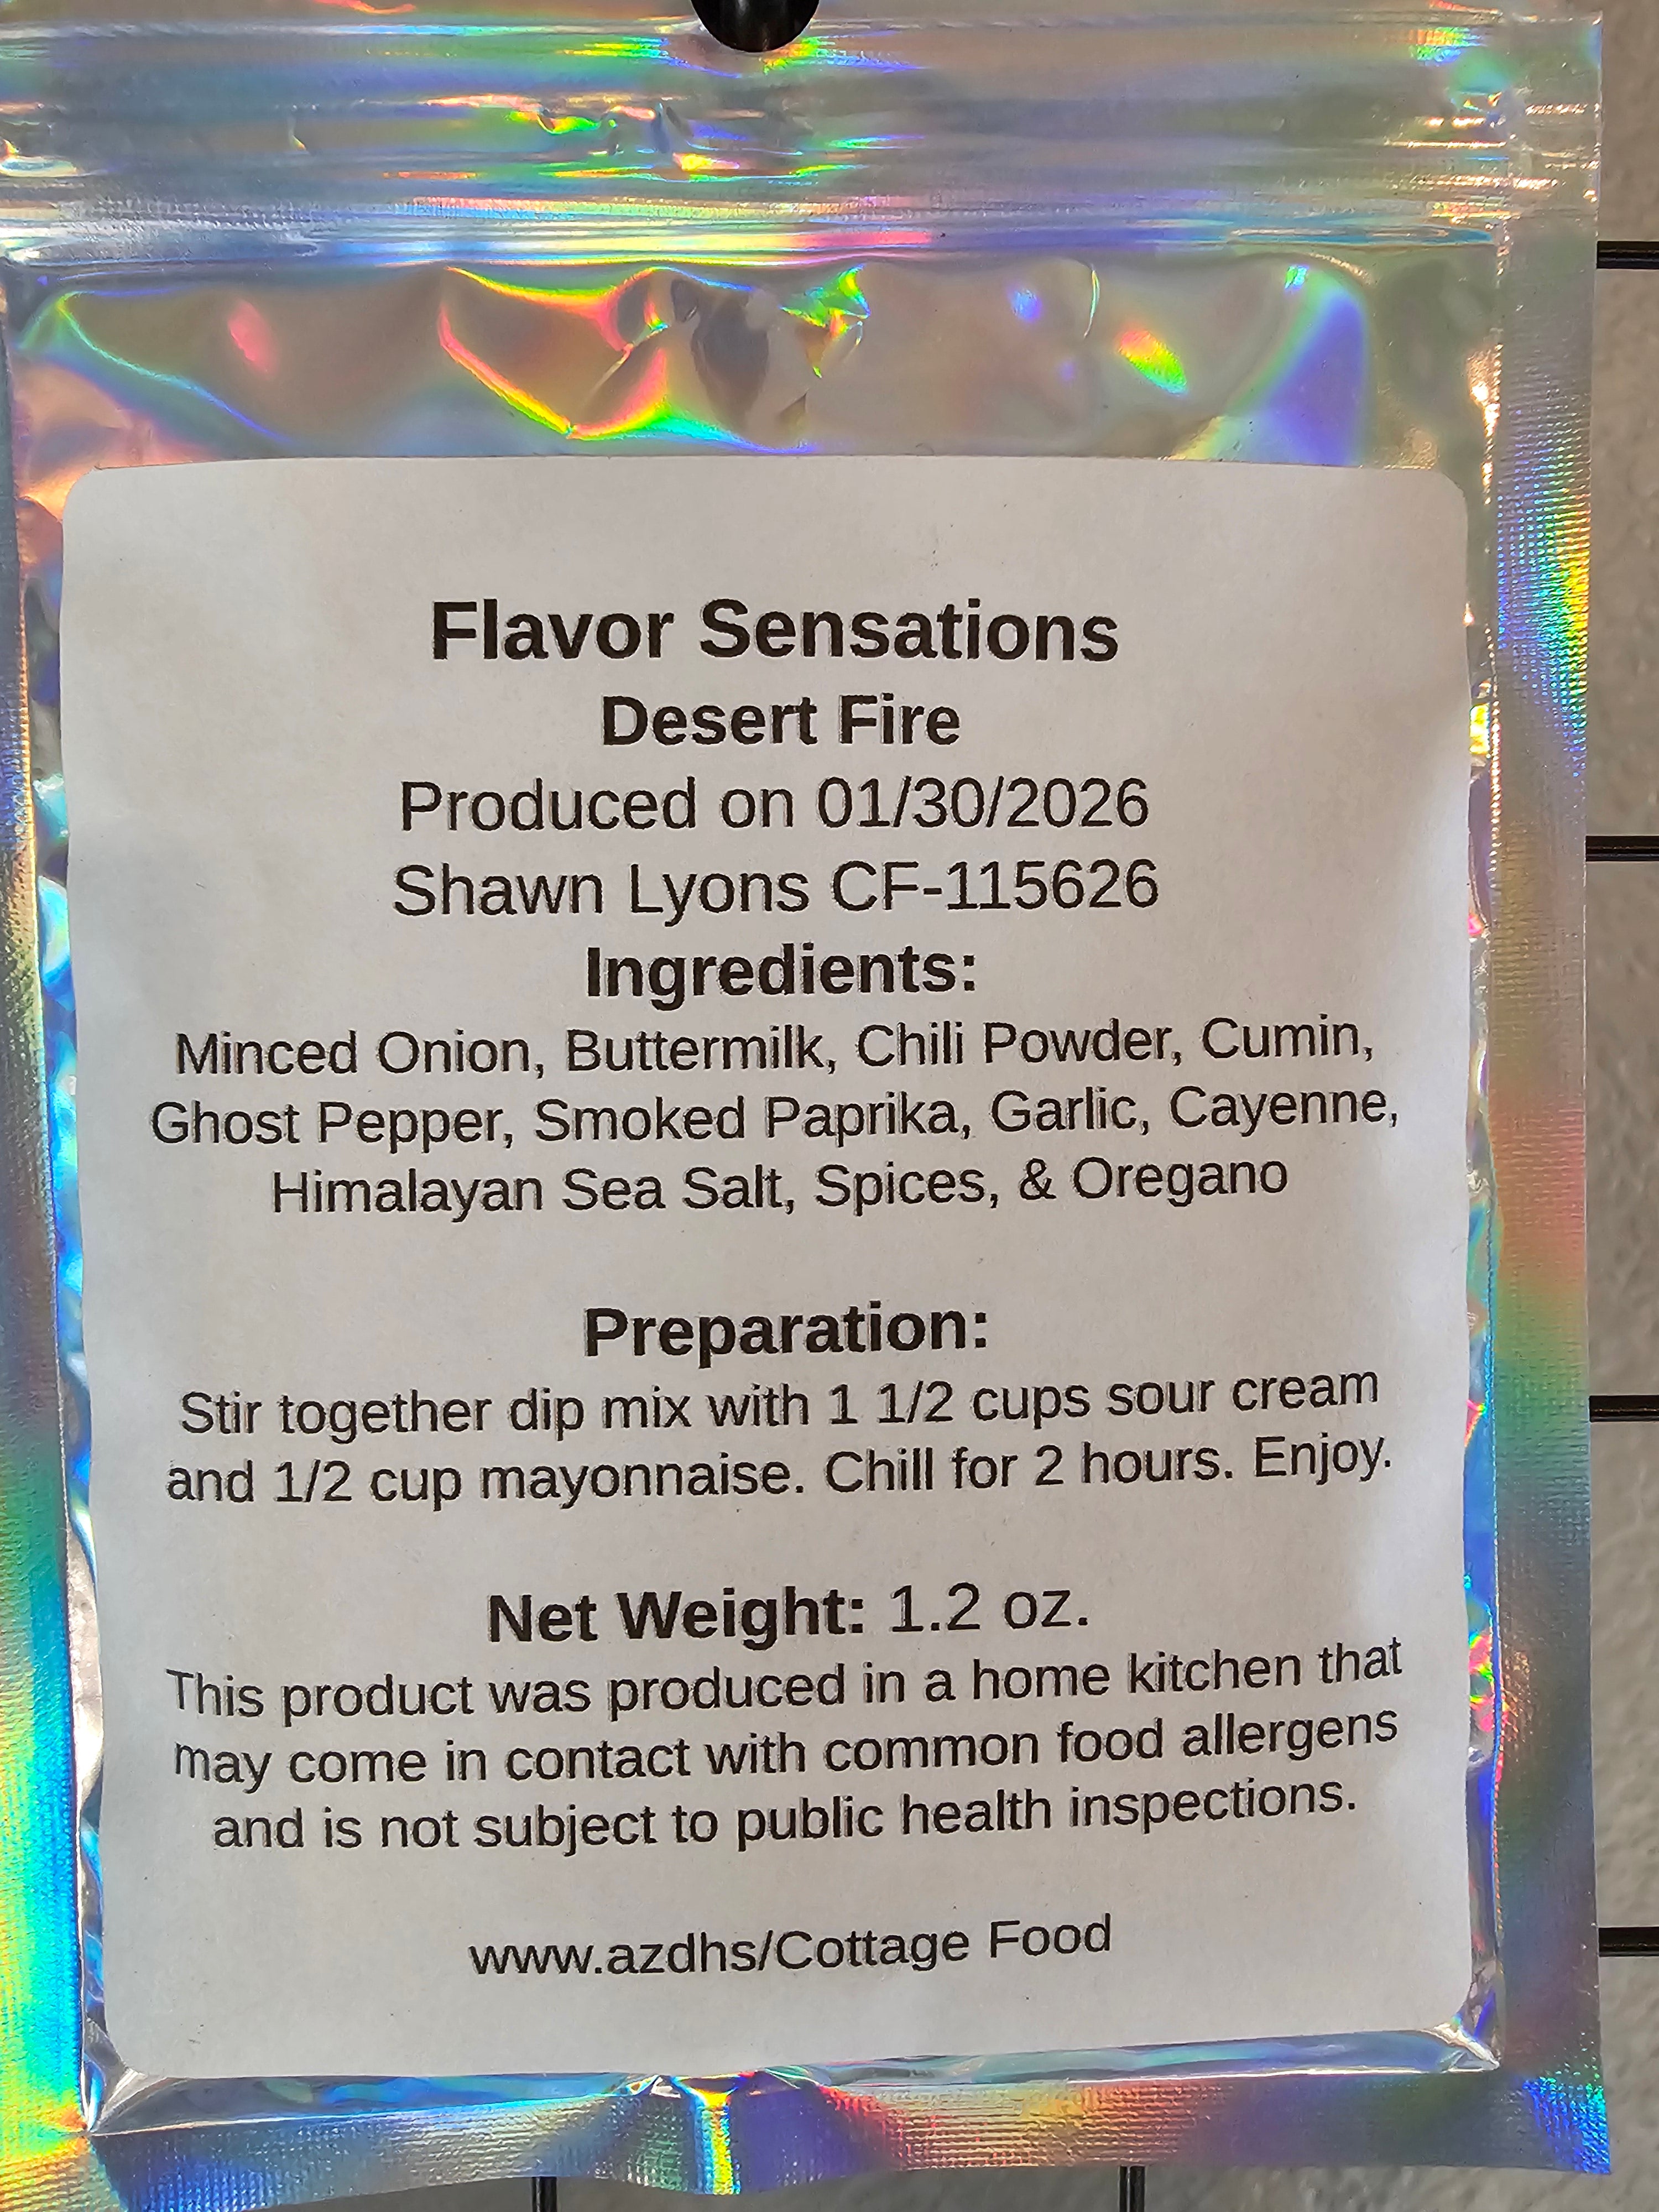 Flavor Sensations
Desert Fire
Produced on 01/30/2026
Shawn Lyons CF-115626
Ingredients:
Minced Onion, Buttermilk, Chili Powder, Cumin,
Ghost Pepper, Smoked Paprika, Garlic, Cayenne,
Himalayan Sea Salt, Spices, & Oregano
Preparation:
Stir together dip mix with 1 1/2 cups sour cream
and 1/2 cup mayonnaise. Chill for 2 hours. Enjoy.
Net Weight: 1.2 oz.
This product was produced in a home kitchen that
may come in contact with common food allergens
and is not subject to public health inspections.
www.azdhs/Cottage Food